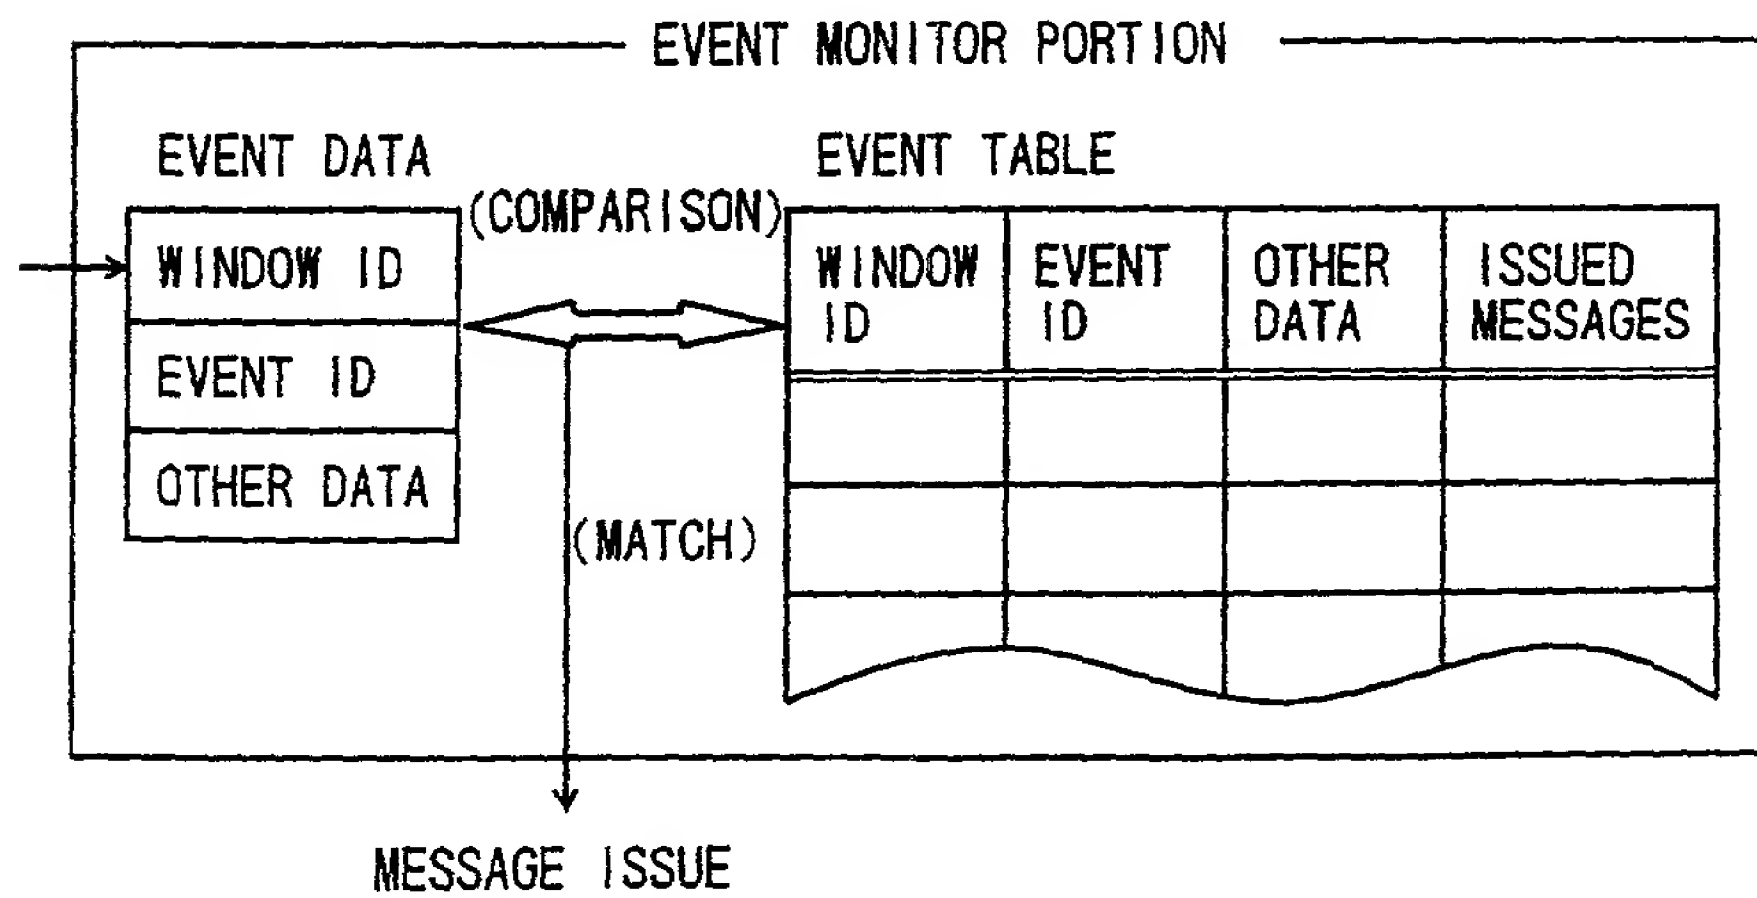 EVENT MONITOR PORTION
EVENT DATA
WINDOW ID
EVENT ID
OTHER DATA
(COMPARISON)
(MATCH)
EVENT TABLE
WINDOW
ID
EVENT
ID
OTHER
DATA
ISSUED
MESSAGES
MESSAGE ISSUE